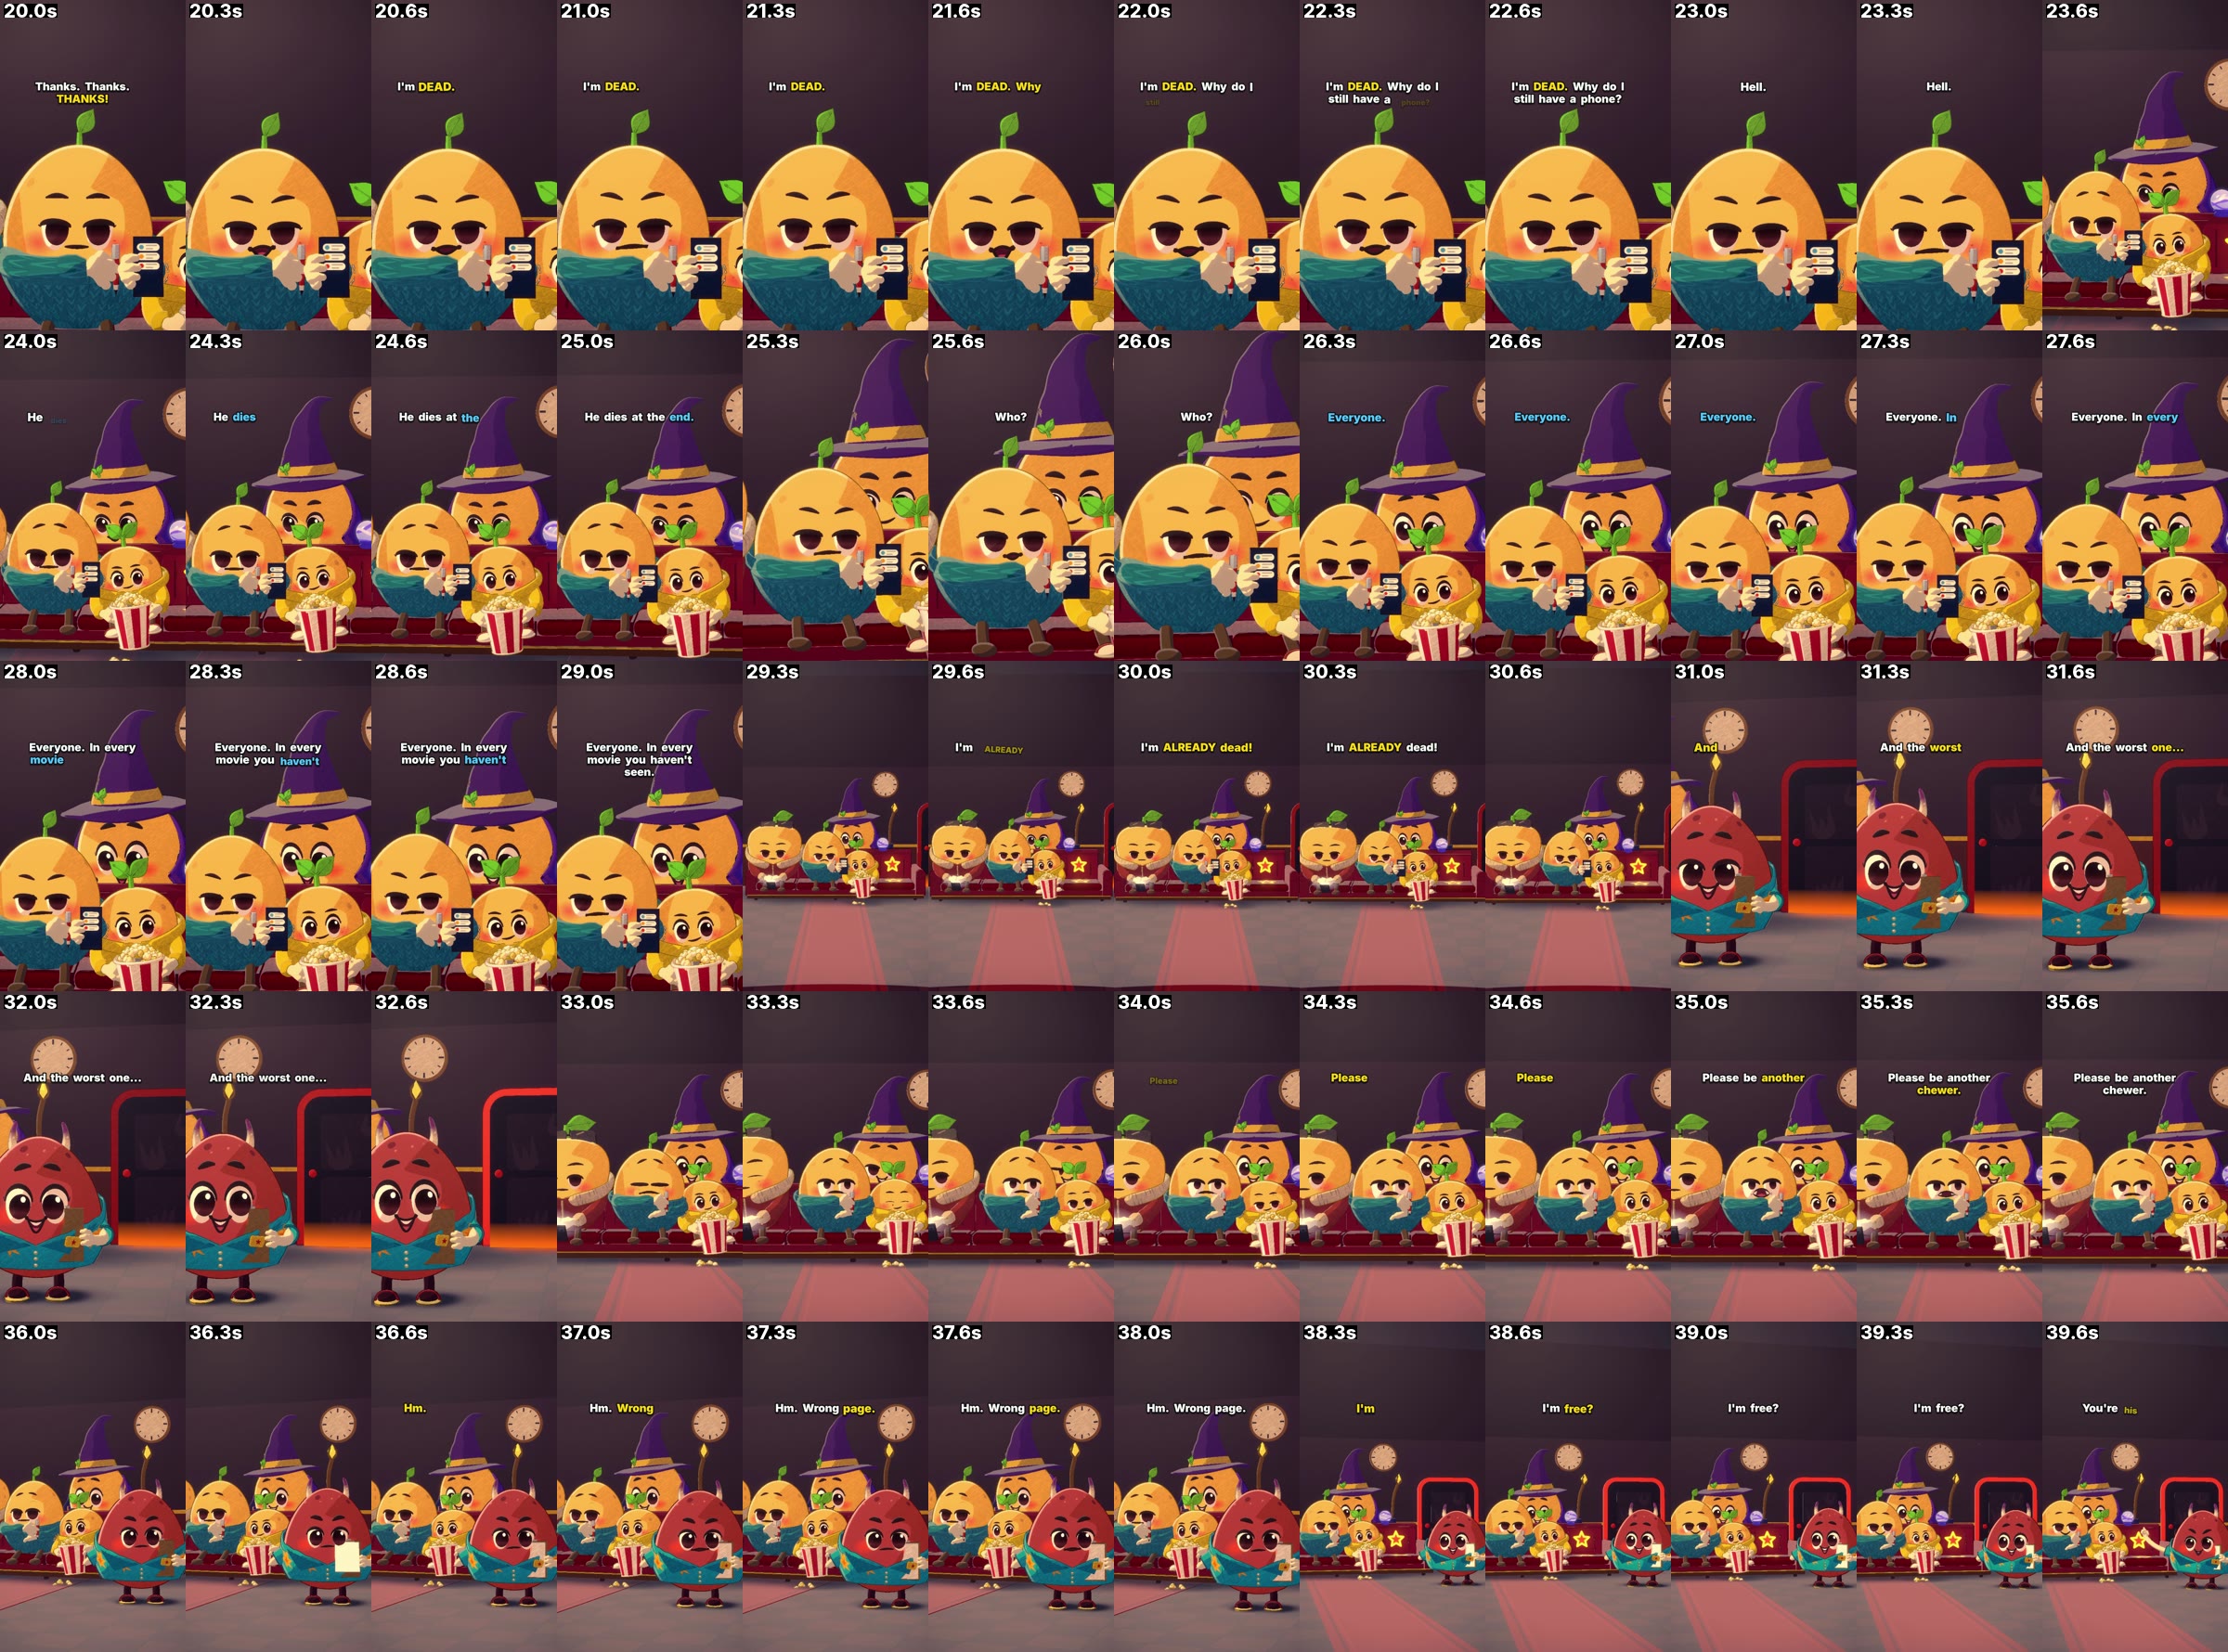 20.0s 20.3s 20.6s 21.0s 21.3s 21.6s 22.0s 22.3s 22.6s 23.0s 23.3s 23.6s
Thanks. Thanks.
THANKS!
I'm DEAD.
I'm DEAD.
I'm DEAD.
I'm DEAD. Why
I'm DEAD. Why do I
still
I'm DEAD. Why do I
still have a phone?
I'm DEAD. Why do I
still have a phone?
Hell.
Hell.
24.0s 24.3s 24.6s 25.0s 25.3s 25.6s 26.0s 26.3s 26.6s 27.0s 27.3s 27.6s
He dies
He dies
He dies at the
He dies at the end.
Who?
Who?
Everyone.
Everyone.
Everyone.
Everyone. In
Everyone. In every
28.0s 28.3s 28.6s 29.0s 29.3s 29.6s 30.0s 30.3s 30.6s 31.0s 31.3s 31.6s
Everyone. In every
movie
Everyone. In every
movie you haven't
Everyone. In every
movie you haven't
Everyone. In every
movie you haven't
seen.
I'm ALREADY
I'm ALREADY dead!
I'm ALREADY dead!
And
And the worst
And the worst one...
32.0s 32.3s 32.6s 33.0s 33.3s 33.6s 34.0s 34.3s 34.6s 35.0s 35.3s 35.6s
And the worst one...
And the worst one...
Please
Please
Please
Please be another
Please be another
chewer.
Please be another
chewer.
36.0s 36.3s 36.6s 37.0s 37.3s 37.6s 38.0s 38.3s 38.6s 39.0s 39.3s 39.6s
Hm.
Hm. Wrong
Hm. Wrong page.
Hm. Wrong page.
Hm. Wrong page.
I'm
I'm free?
I'm free?
I'm free?
You're his